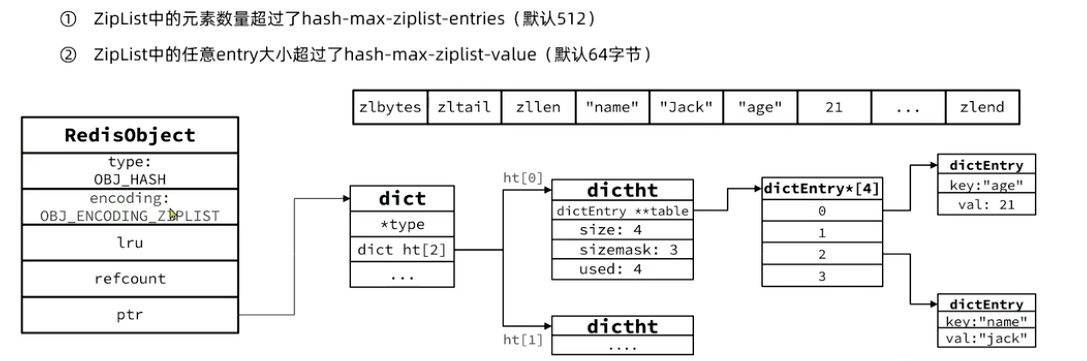 ① ZipList中的元素数量超过了hash-max-ziplist-entries（默认512）
② ZipList中的任意entry大小超过了hash-max-ziplist-value（默认64字节）
zlbytes zltail zllen "name" "Jack" "age" 21 ... zlend
RedisObject
type:
OBJ_HASH
encoding:
OBJ_ENCODING_ZIPLIST
lru
refcount
ptr
dict
*type
dict ht[2]
...
ht[0]
dictht
dictEntry **table
size: 4
sizemask: 3
used: 4
ht[1]
dictht
....
dictEntry*[4]
0
1
2
3
dictEntry
key:"age"
val: 21
dictEntry
key:"name"
val:"jack"